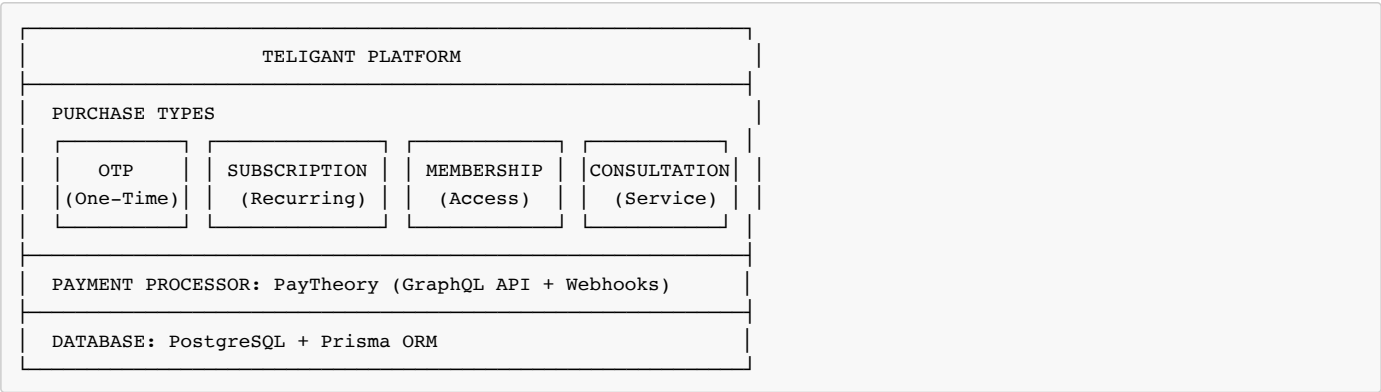 TELIGANT PLATFORM
PURCHASE TYPES
OTP SUBSCRIPTION MEMBERSHIP CONSULTATION
(One-Time) (Recurring) (Access) (Service)
PAYMENT PROCESSOR: PayTheory (GraphQL API + Webhooks)
DATABASE: PostgreSQL + Prisma ORM